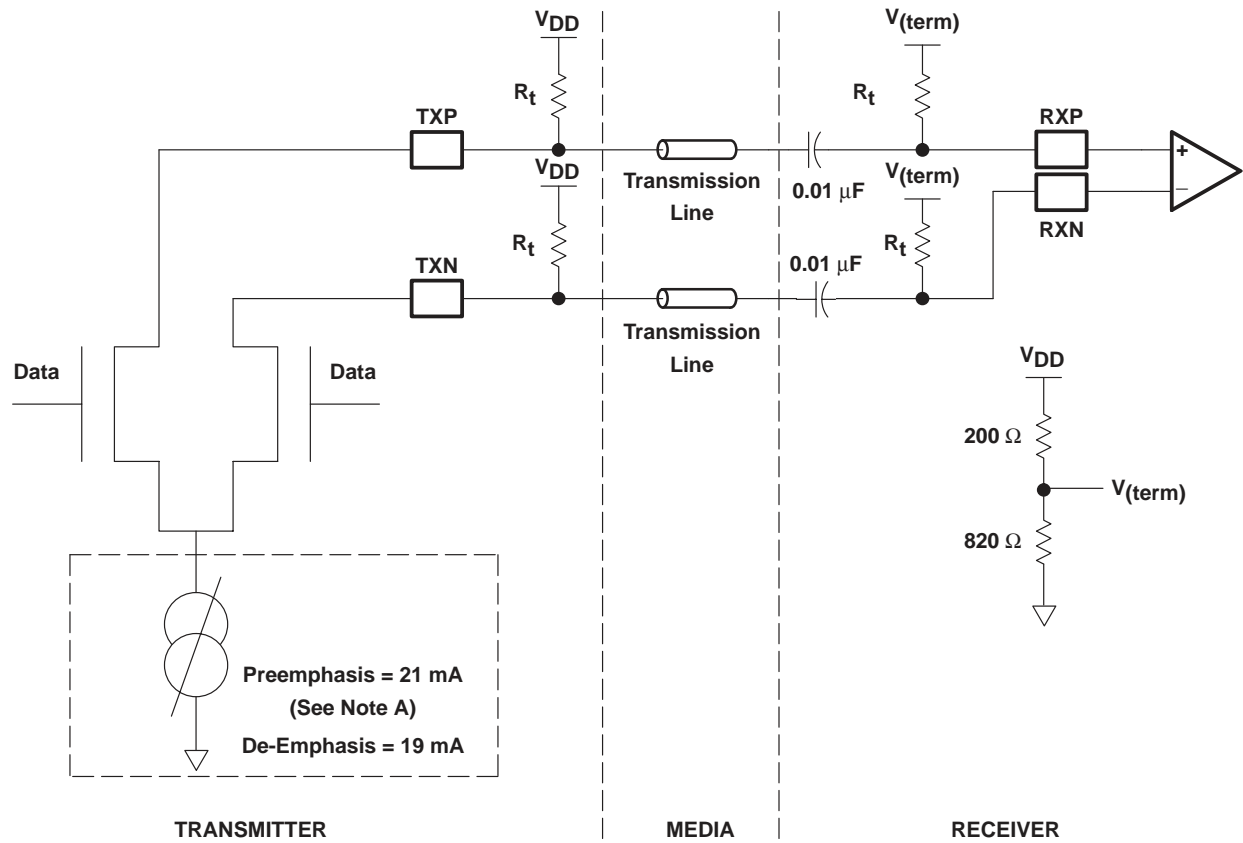 VDD
V(term)
Rt
Rt
TXP
RXP
VDD
V(term)
+
Transmission
Line
0.01 μF
−
RXN
Rt
Rt
TXN
0.01 μF
Transmission
Line
Data
Data
VDD
200 Ω
V(term)
820 Ω
Preemphasis = 21 mA
(See Note A)
De-Emphasis = 19 mA
TRANSMITTER
MEDIA
RECEIVER